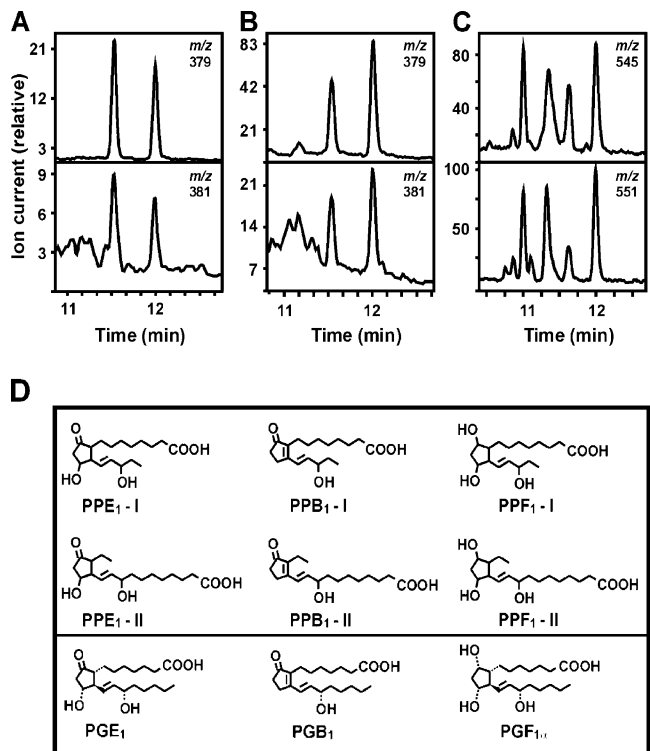 A B C
Ion current (relative)
21
12
3
m/z
379
9
6
3
m/z
381
11 12
Time (min)
83
42
21
m/z
379
21
14
7
m/z
381
11 12
Time (min)
80
40
m/z
545
100
50
m/z
551
11 12
Time (min)
D
O COOH HO OH
PPE1 - I
O COOH OH
PPB1 - I
HO COOH HO OH
PPF1 - I
O COOH HO OH
PPE1 - II
O COOH OH
PPB1 - II
HO COOH HO OH
PPF1 - II
O COOH HO OH
PGE1
O COOH OH
PGB1
HO COOH HO OH
PGF1α